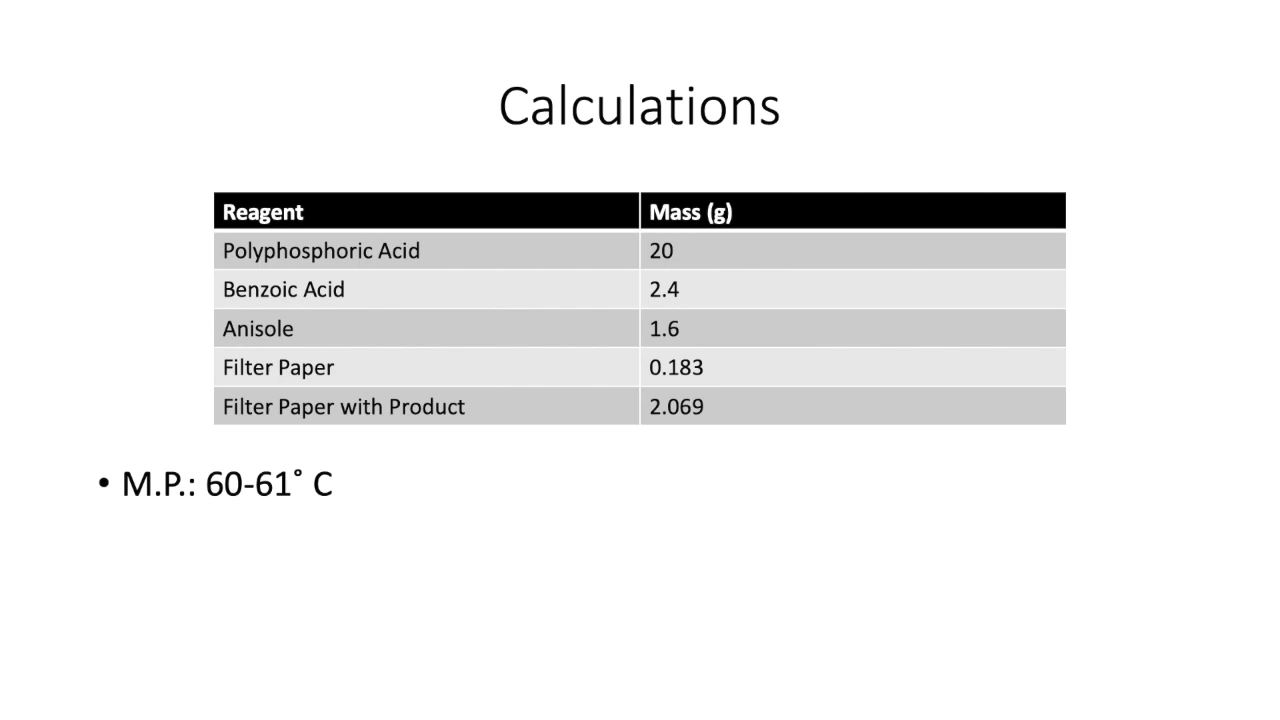 Calculations
Reagent Mass (g)
Polyphosphoric Acid 20
Benzoic Acid 2.4
Anisole 1.6
Filter Paper 0.183
Filter Paper with Product 2.069
• M.P.: 60-61˚ C